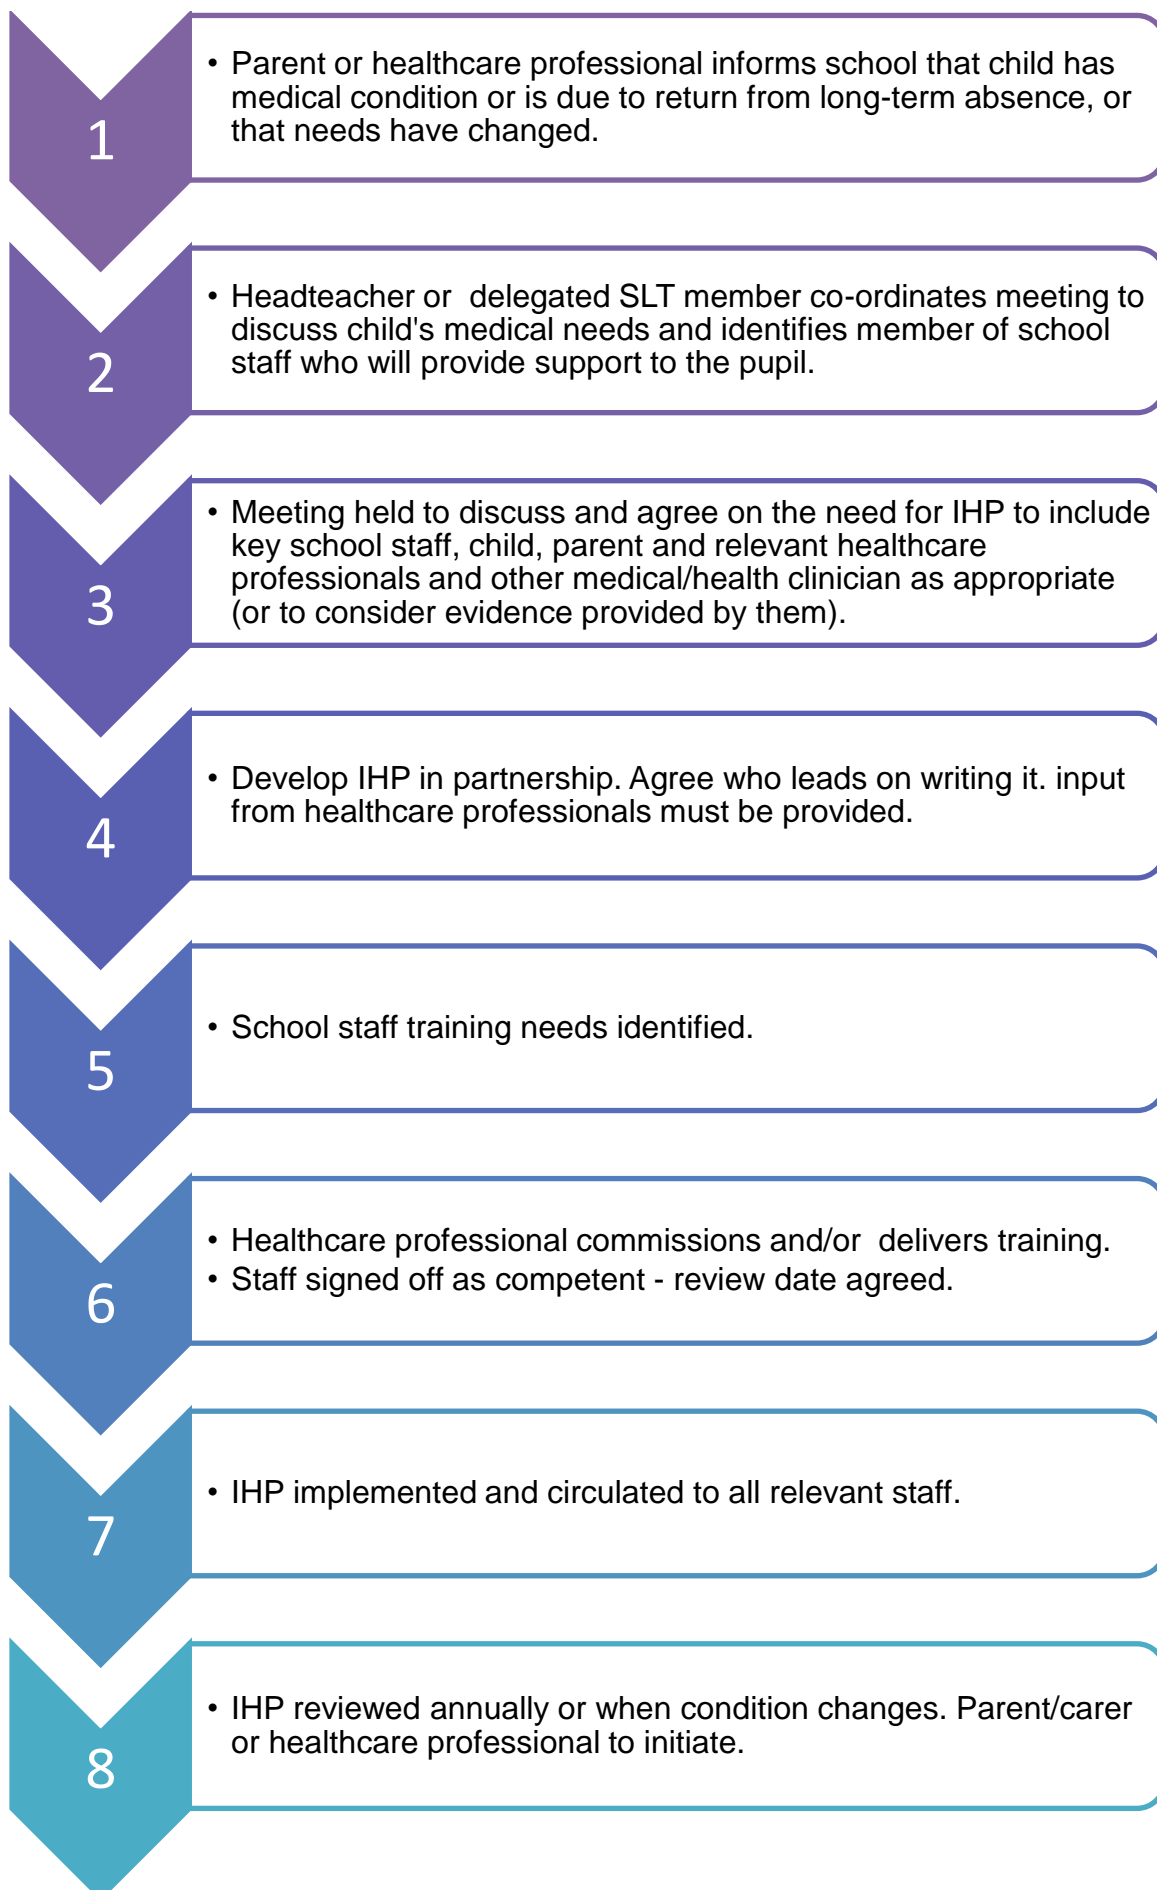 1
• Parent or healthcare professional informs school that child has
medical condition or is due to return from long-term absence, or
that needs have changed.
2
• Headteacher or  delegated SLT member co-ordinates meeting to
discuss child's medical needs and identifies member of school
staff who will provide support to the pupil.
3
• Meeting held to discuss and agree on the need for IHP to include
key school staff, child, parent and relevant healthcare
professionals and other medical/health clinician as appropriate
(or to consider evidence provided by them).
4
• Develop IHP in partnership. Agree who leads on writing it. input
from healthcare professionals must be provided.
5
• School staff training needs identified.
6
• Healthcare professional commissions and/or  delivers training.
• Staff signed off as competent - review date agreed.
7
• IHP implemented and circulated to all relevant staff.
8
• IHP reviewed annually or when condition changes. Parent/carer
or healthcare professional to initiate.